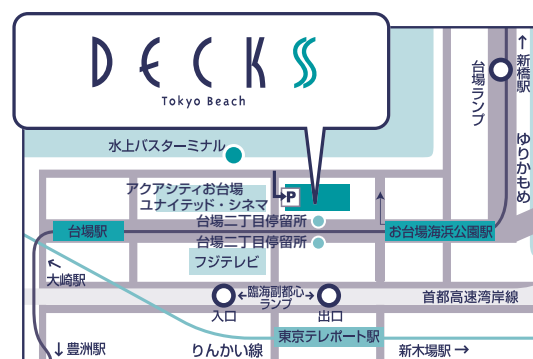 DECKS
Tokyo Beach
↑新橋駅
台場ランプ
ゆりかもめ
水上バスターミナル
アクアシティお台場
ユナイテッド・シネマ
P
台場二丁目停留所
台場駅
お台場海浜公園駅
台場二丁目停留所
フジテレビ
↖大崎駅
←臨海副都心→
ランプ
入口
出口
首都高速湾岸線
東京テレポート駅
↓豊洲駅
りんかい線
新木場駅→